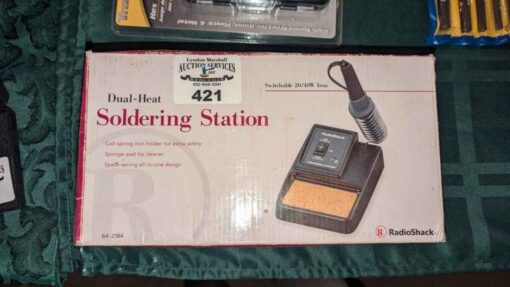 Lyndon Marshall
AUCTION SERVICES
421
Dual-Heat
Switchable 20/40W Iron
Soldering Station
Coil-spring iron holder for extra safety
Sponge-pad tip cleaner
Space-saving all-in-one design
RadioShack
64-2184
R RadioShack